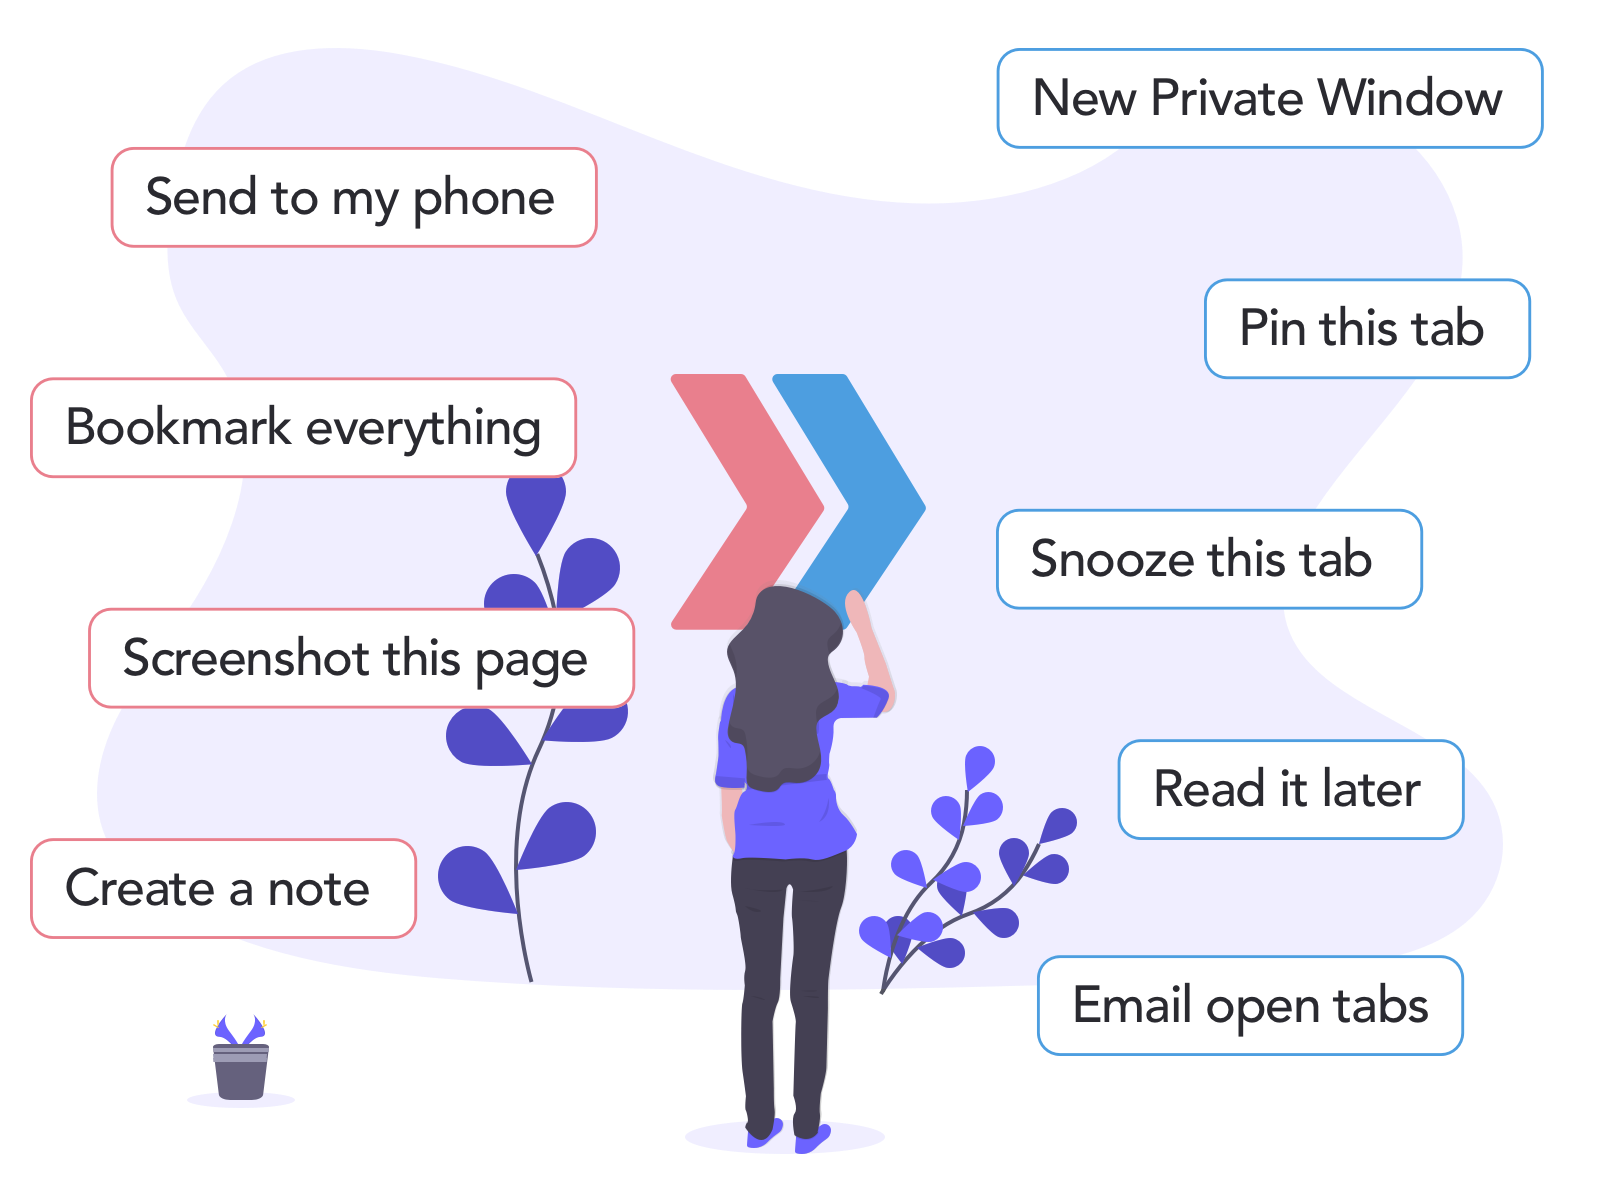 New Private Window
Send to my phone
Pin this tab
Bookmark everything
Snooze this tab
Screenshot this page
Read it later
Create a note
Email open tabs